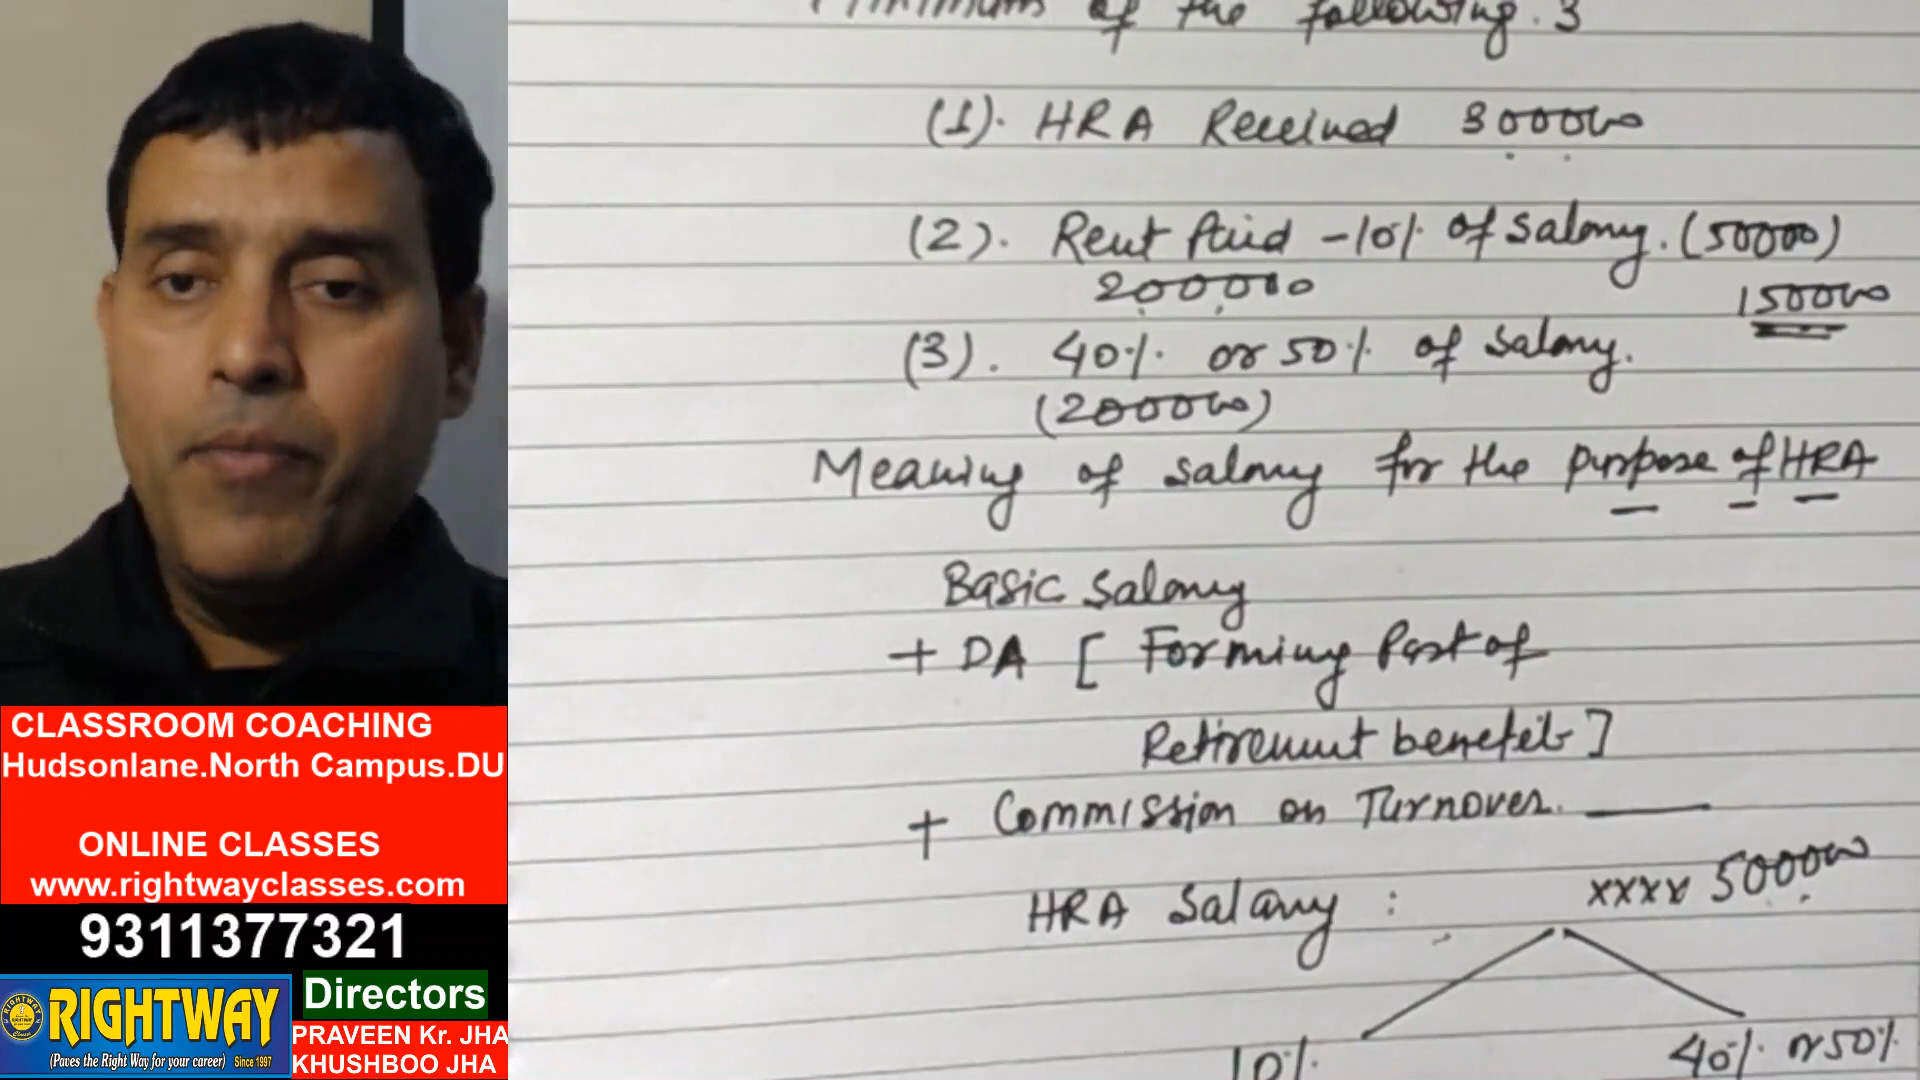 Minimum of the following. 3
(1). HRA Received 300000
(2). Rent Paid -10% of salary. (50000)
200000
150000
(3). 40% or 50% of salary.
(200000)
Meaning of salary for the purpose of HRA
Basic Salary
+ DA [ Forming Part of
Retirement benefit ]
+ Commission on Turnover.
HRA Salary : xxxx 500000
10%
40% or 50%
CLASSROOM COACHING
Hudsonlane.North Campus.DU
ONLINE CLASSES
www.rightwayclasses.com
9311377321
RIGHTWAY
(Paves the Right Way for your career) Since 1997
Directors
PRAVEEN Kr. JHA
KHUSHBOO JHA